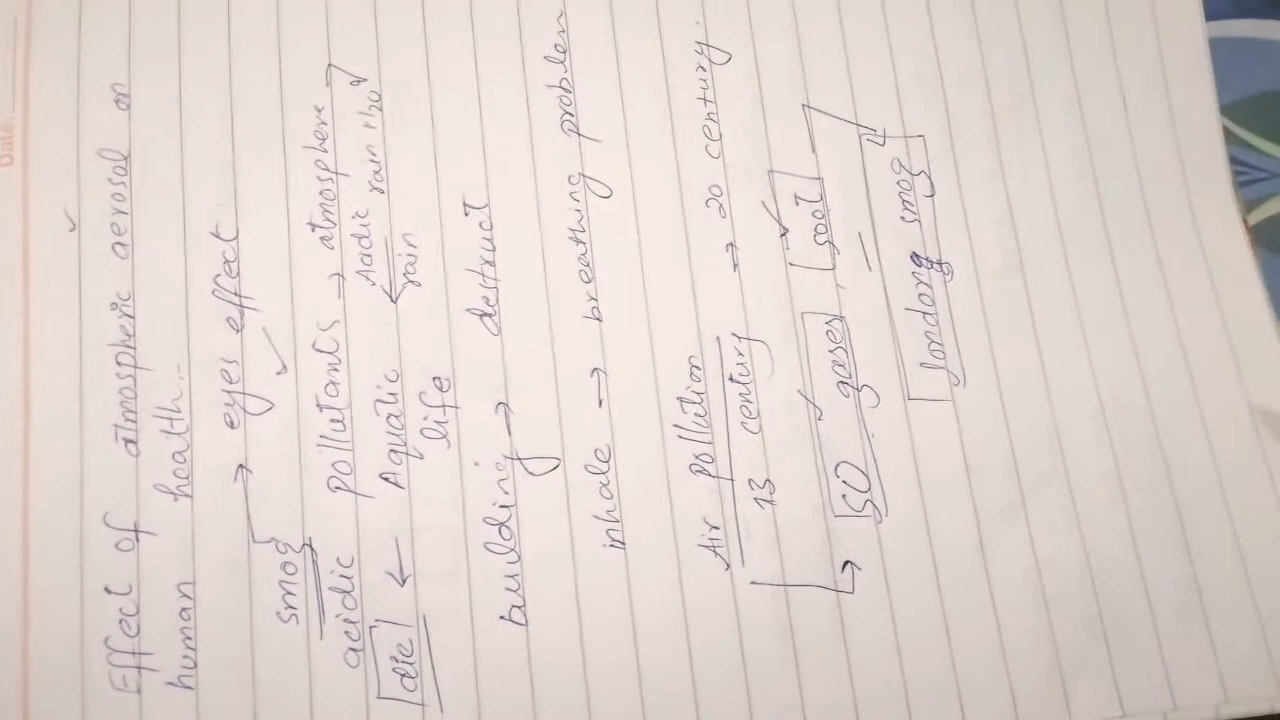 Date:
Effect of atmospheric aerosol on
human health.
→ eyes effect
smog
acidic pollutants → atmosphere
Acidic rain + H2O
rain
die ← Aquatic
life
building → destruct
inhale → breathing problem
Air pollution
13 century → 20 century.
SO gases, soot
=
londong smog